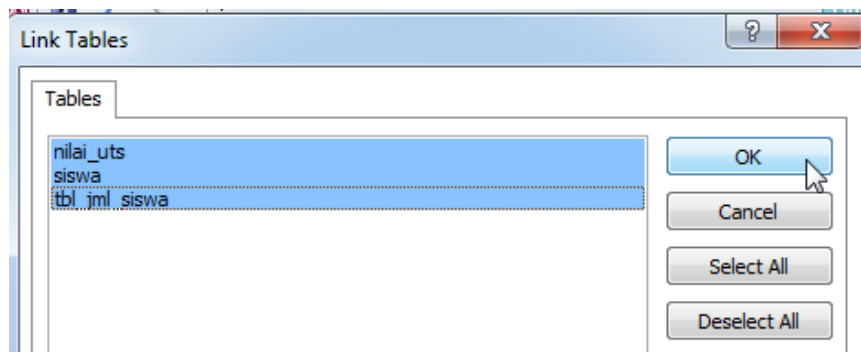 Link Tables
Tables
nilai_uts
siswa
tbl_jml_siswa
OK
Cancel
Select All
Deselect All